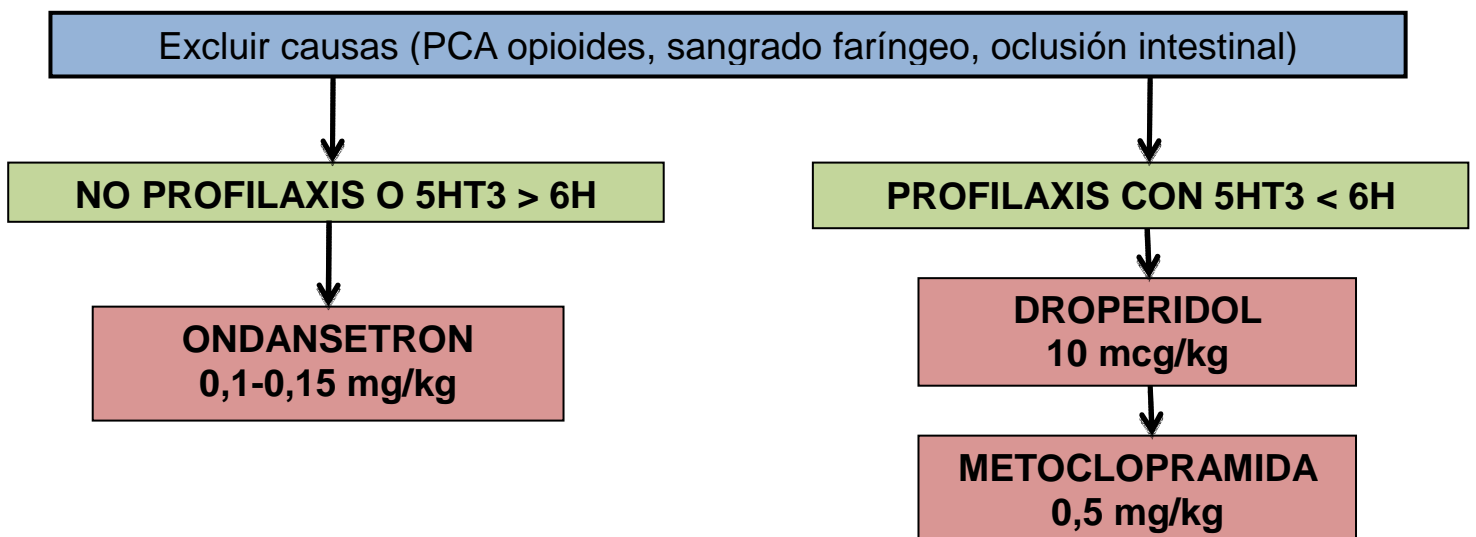 Excluir causas (PCA opioides, sangrado faríngeo, oclusión intestinal)
NO PROFILAXIS O 5HT3 > 6H
PROFILAXIS CON 5HT3 < 6H
ONDANSETRON
0,1-0,15 mg/kg
DROPERIDOL
10 mcg/kg
METOCLOPRAMIDA
0,5 mg/kg